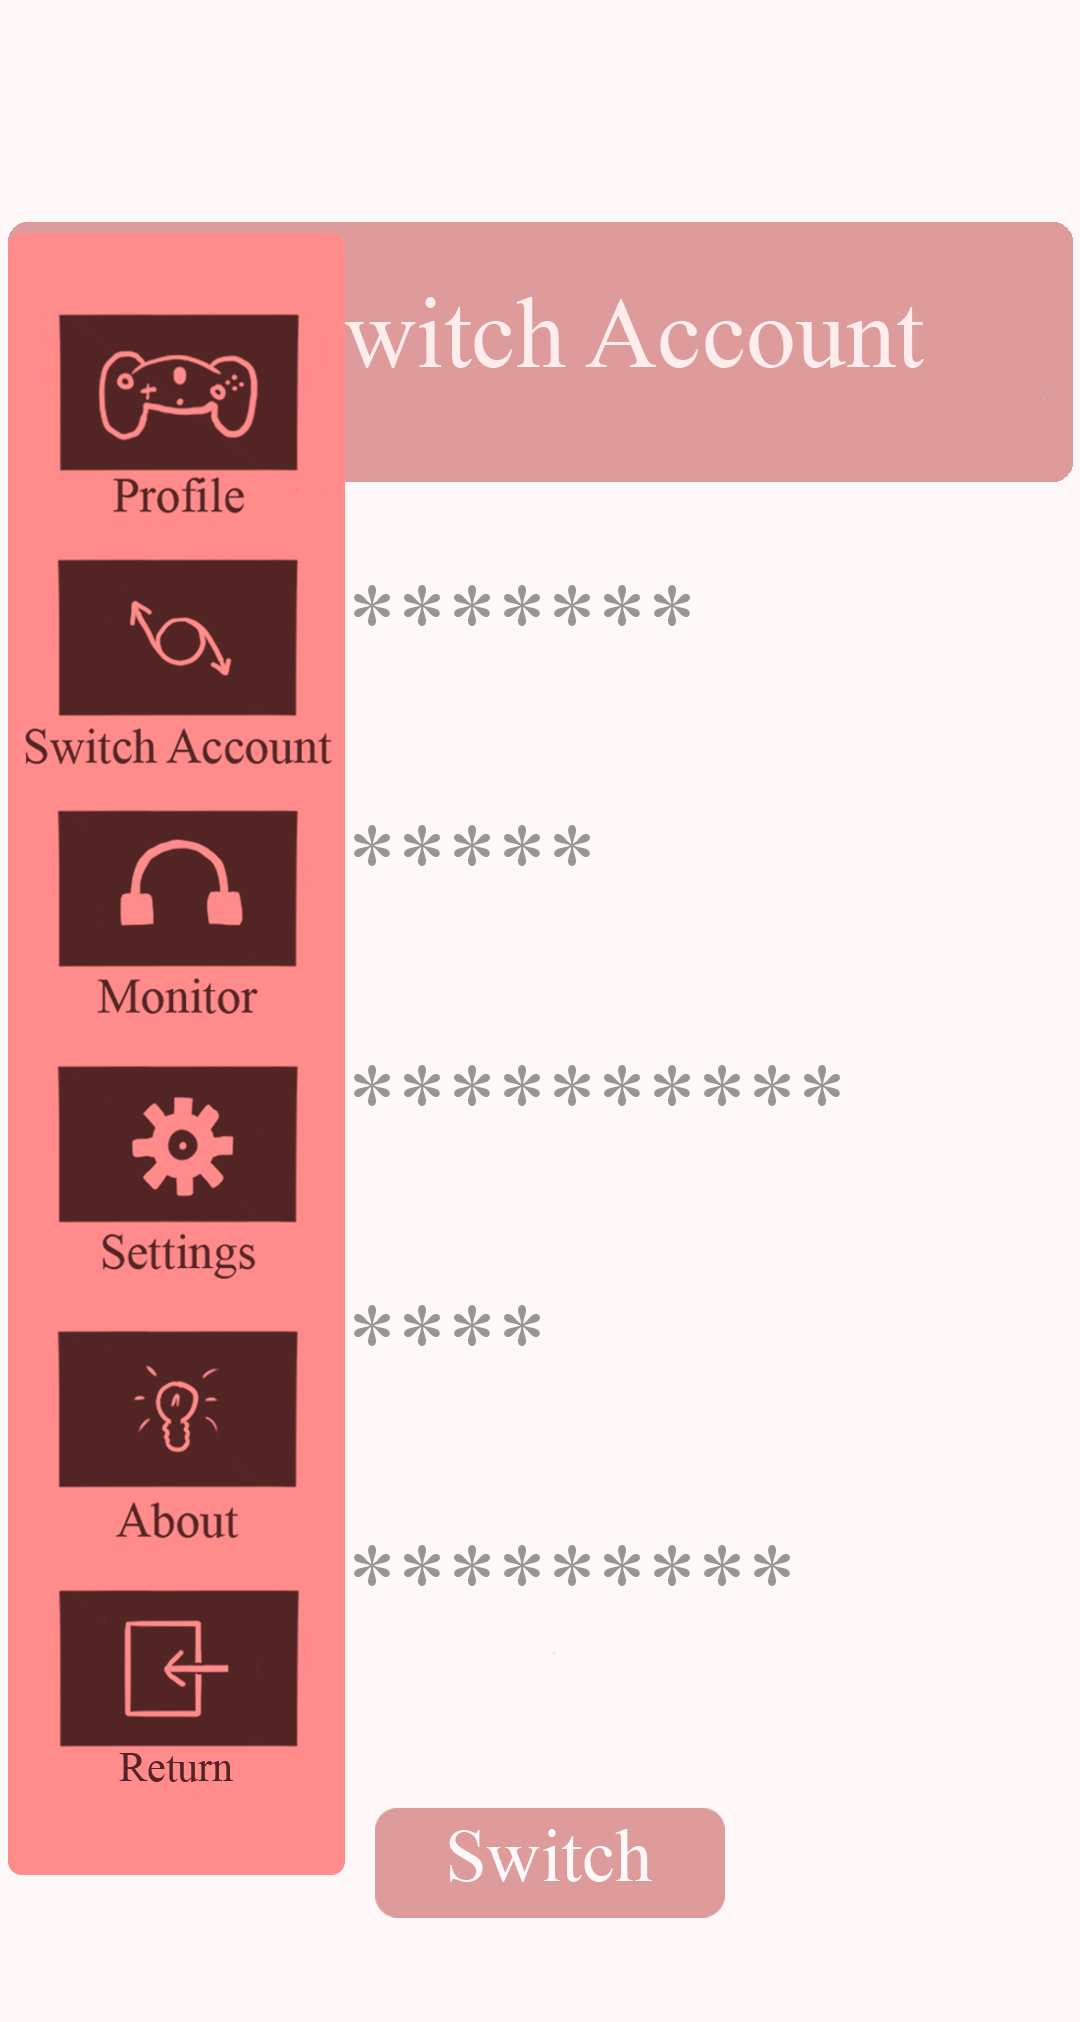 witch Account
Profile
*******
Switch Account
*****
Monitor
**********
Settings
****
About
*********
Return
Switch